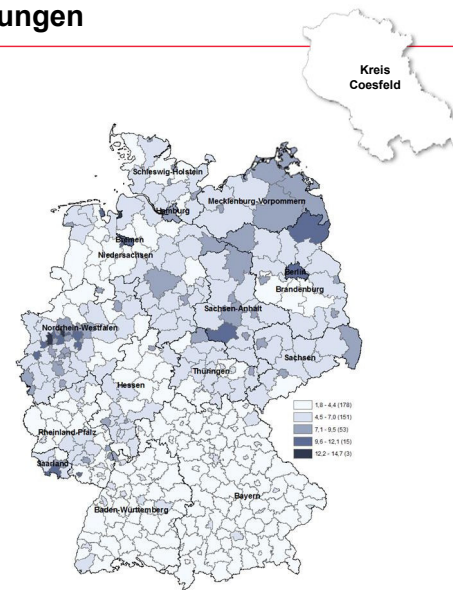 ungen
Kreis
Coesfeld
Schleswig-Holstein
Mecklenburg-Vorpommern
Hamburg
Bremen
Niedersachsen
Berlin
Brandenburg
Sachsen-Anhalt
Nordrhein-Westfalen
Sachsen
Thüringen
Hessen
1,8 - 4,4 (178)
4,5 - 7,0 (151)
7,1 - 9,5 (53)
9,6 - 12,1 (15)
12,2 - 14,7 (3)
Rheinland-Pfalz
Saarland
Bayern
Baden-Württemberg